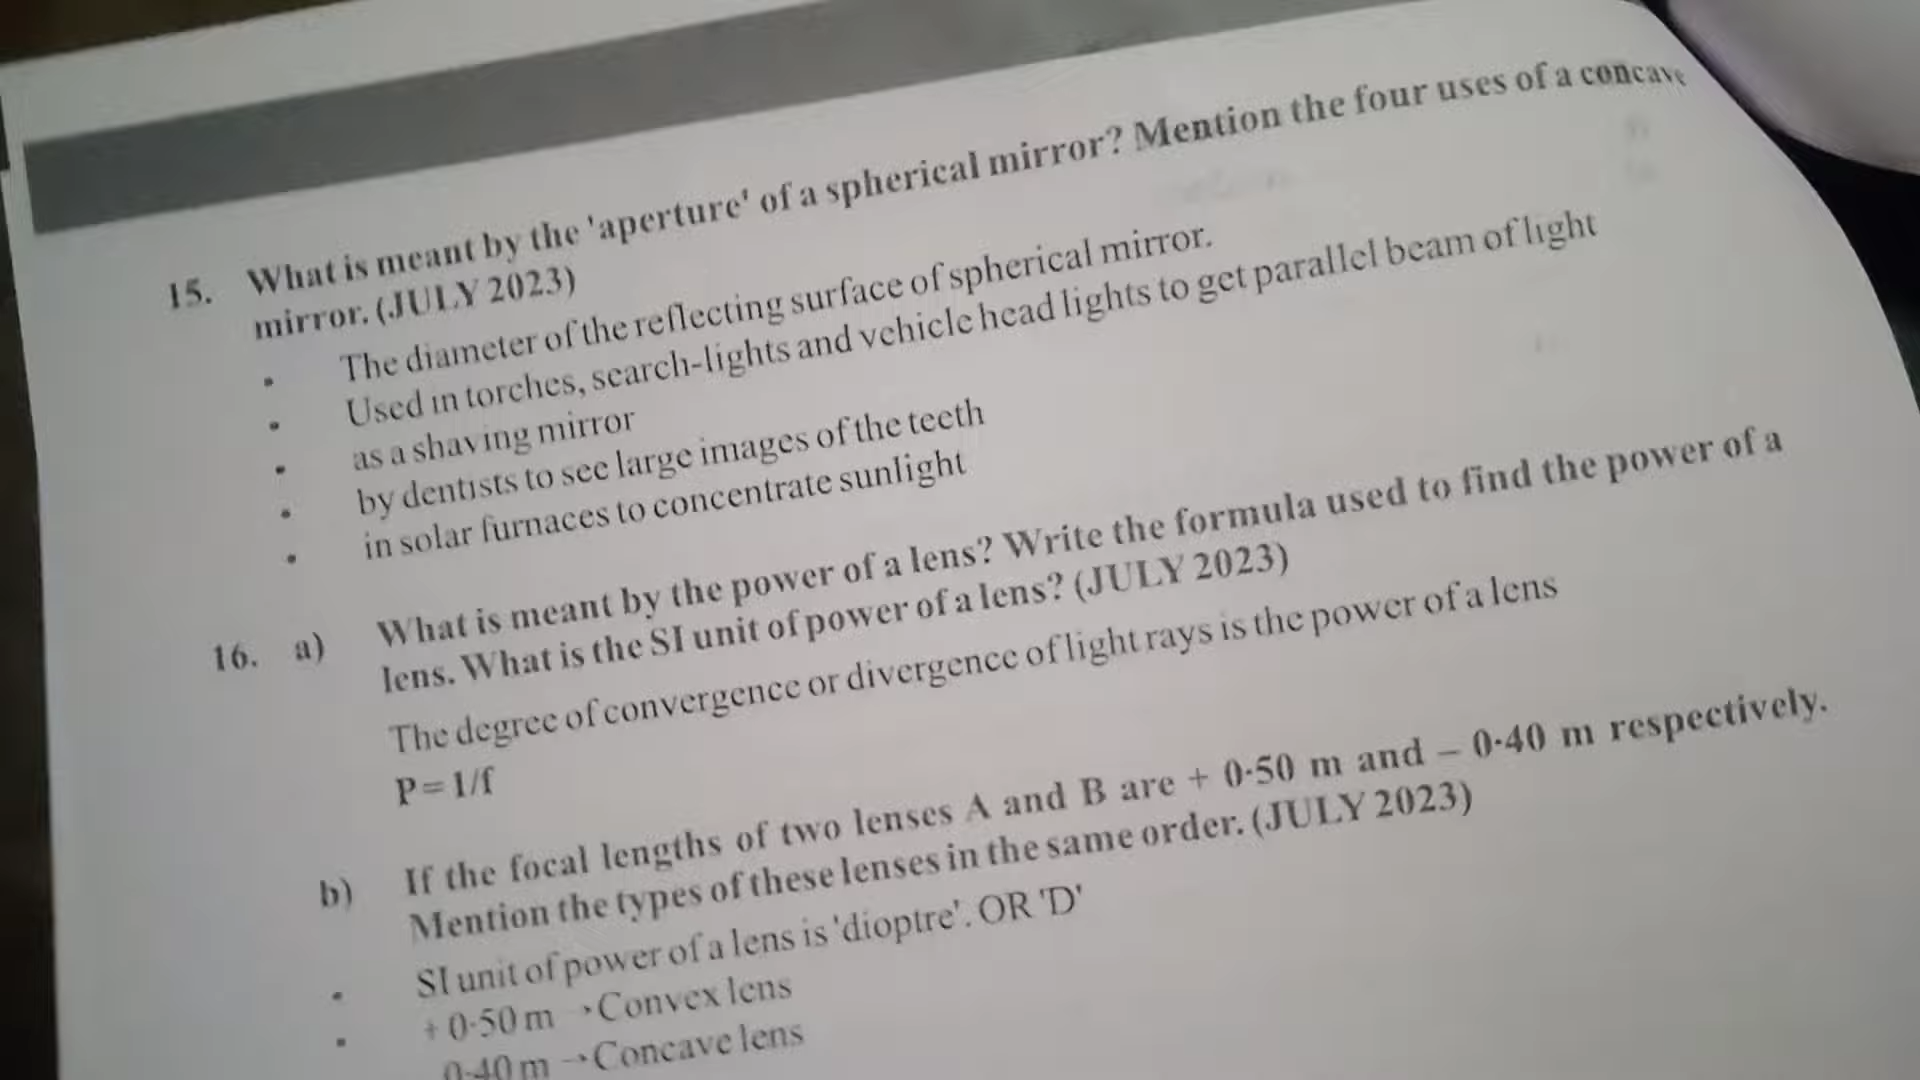 15. What is meant by the 'aperture' of a spherical mirror? Mention the four uses of a concave
mirror. (JULY 2023)
• The diameter of the reflecting surface of spherical mirror.
• Used in torches, search-lights and vehicle head lights to get parallel beam of light
• as a shaving mirror
• by dentists to see large images of the teeth
• in solar furnaces to concentrate sunlight
16. a) What is meant by the power of a lens? Write the formula used to find the power of a
lens. What is the SI unit of power of a lens? (JULY 2023)
The degree of convergence or divergence of light rays is the power of a lens
P = 1/f
b) If the focal lengths of two lenses A and B are + 0·50 m and – 0·40 m respectively.
Mention the types of these lenses in the same order. (JULY 2023)
• SI unit of power of a lens is 'dioptre'. OR 'D'
• + 0·50 m → Convex lens
0·40 m → Concave lens